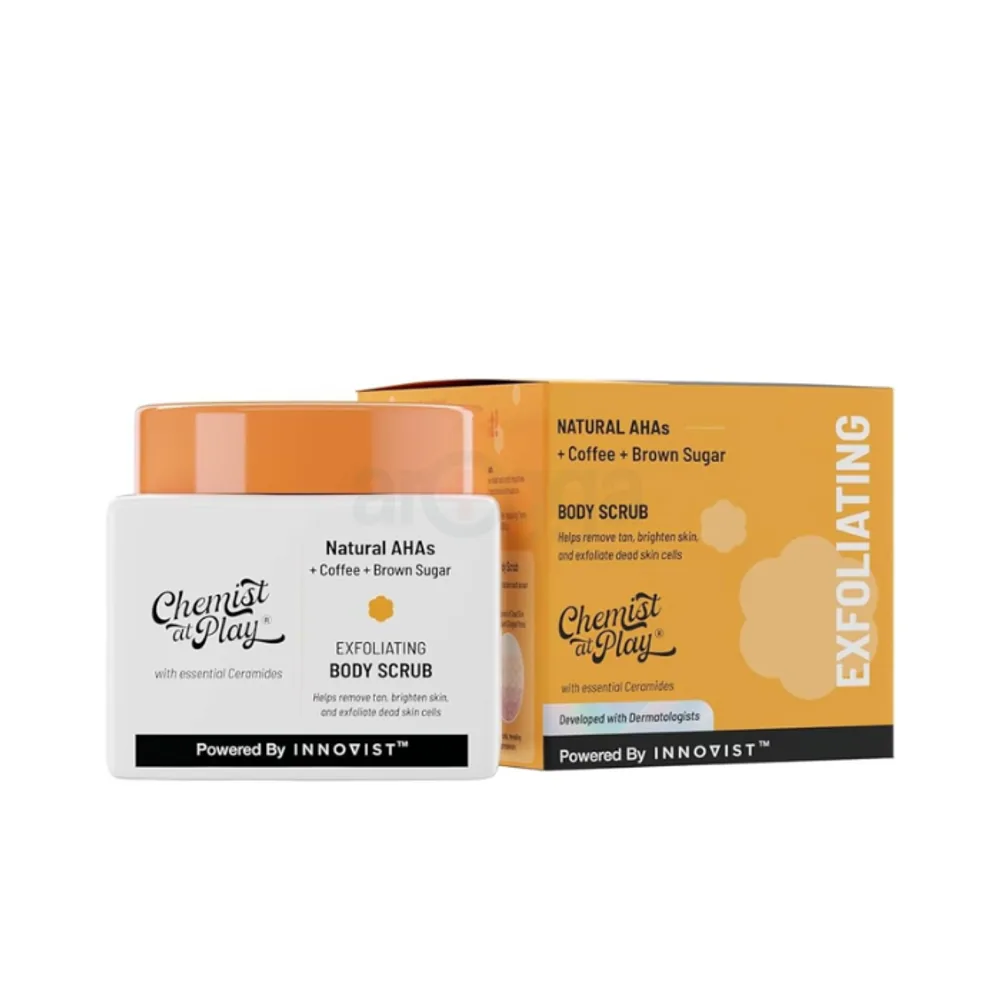 Natural AHAs
+ Coffee + Brown Sugar
Chemist
at Play®
with essential Ceramides
EXFOLIATING
BODY SCRUB
Helps remove tan, brighten skin,
and exfoliate dead skin cells
Powered By INNOVIST™
NATURAL AHAs
+ Coffee + Brown Sugar
BODY SCRUB
Helps remove tan, brighten skin,
and exfoliate dead skin cells
Chemist
at Play®
with essential Ceramides
Developed with Dermatologists
Powered By INNOVIST™
EXFOLIATING